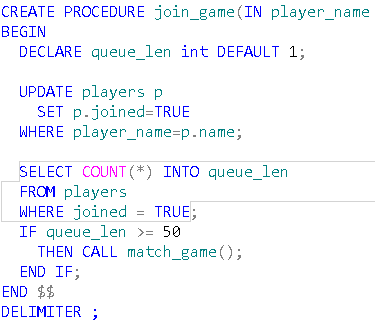 CREATE PROCEDURE join_game(IN player_name
BEGIN
DECLARE queue_len int DEFAULT 1;
UPDATE players p
SET p.joined=TRUE
WHERE player_name=p.name;
SELECT COUNT(*) INTO queue_len
FROM players
WHERE joined = TRUE;
IF queue_len >= 50
THEN CALL match_game();
END IF;
END $$
DELIMITER ;